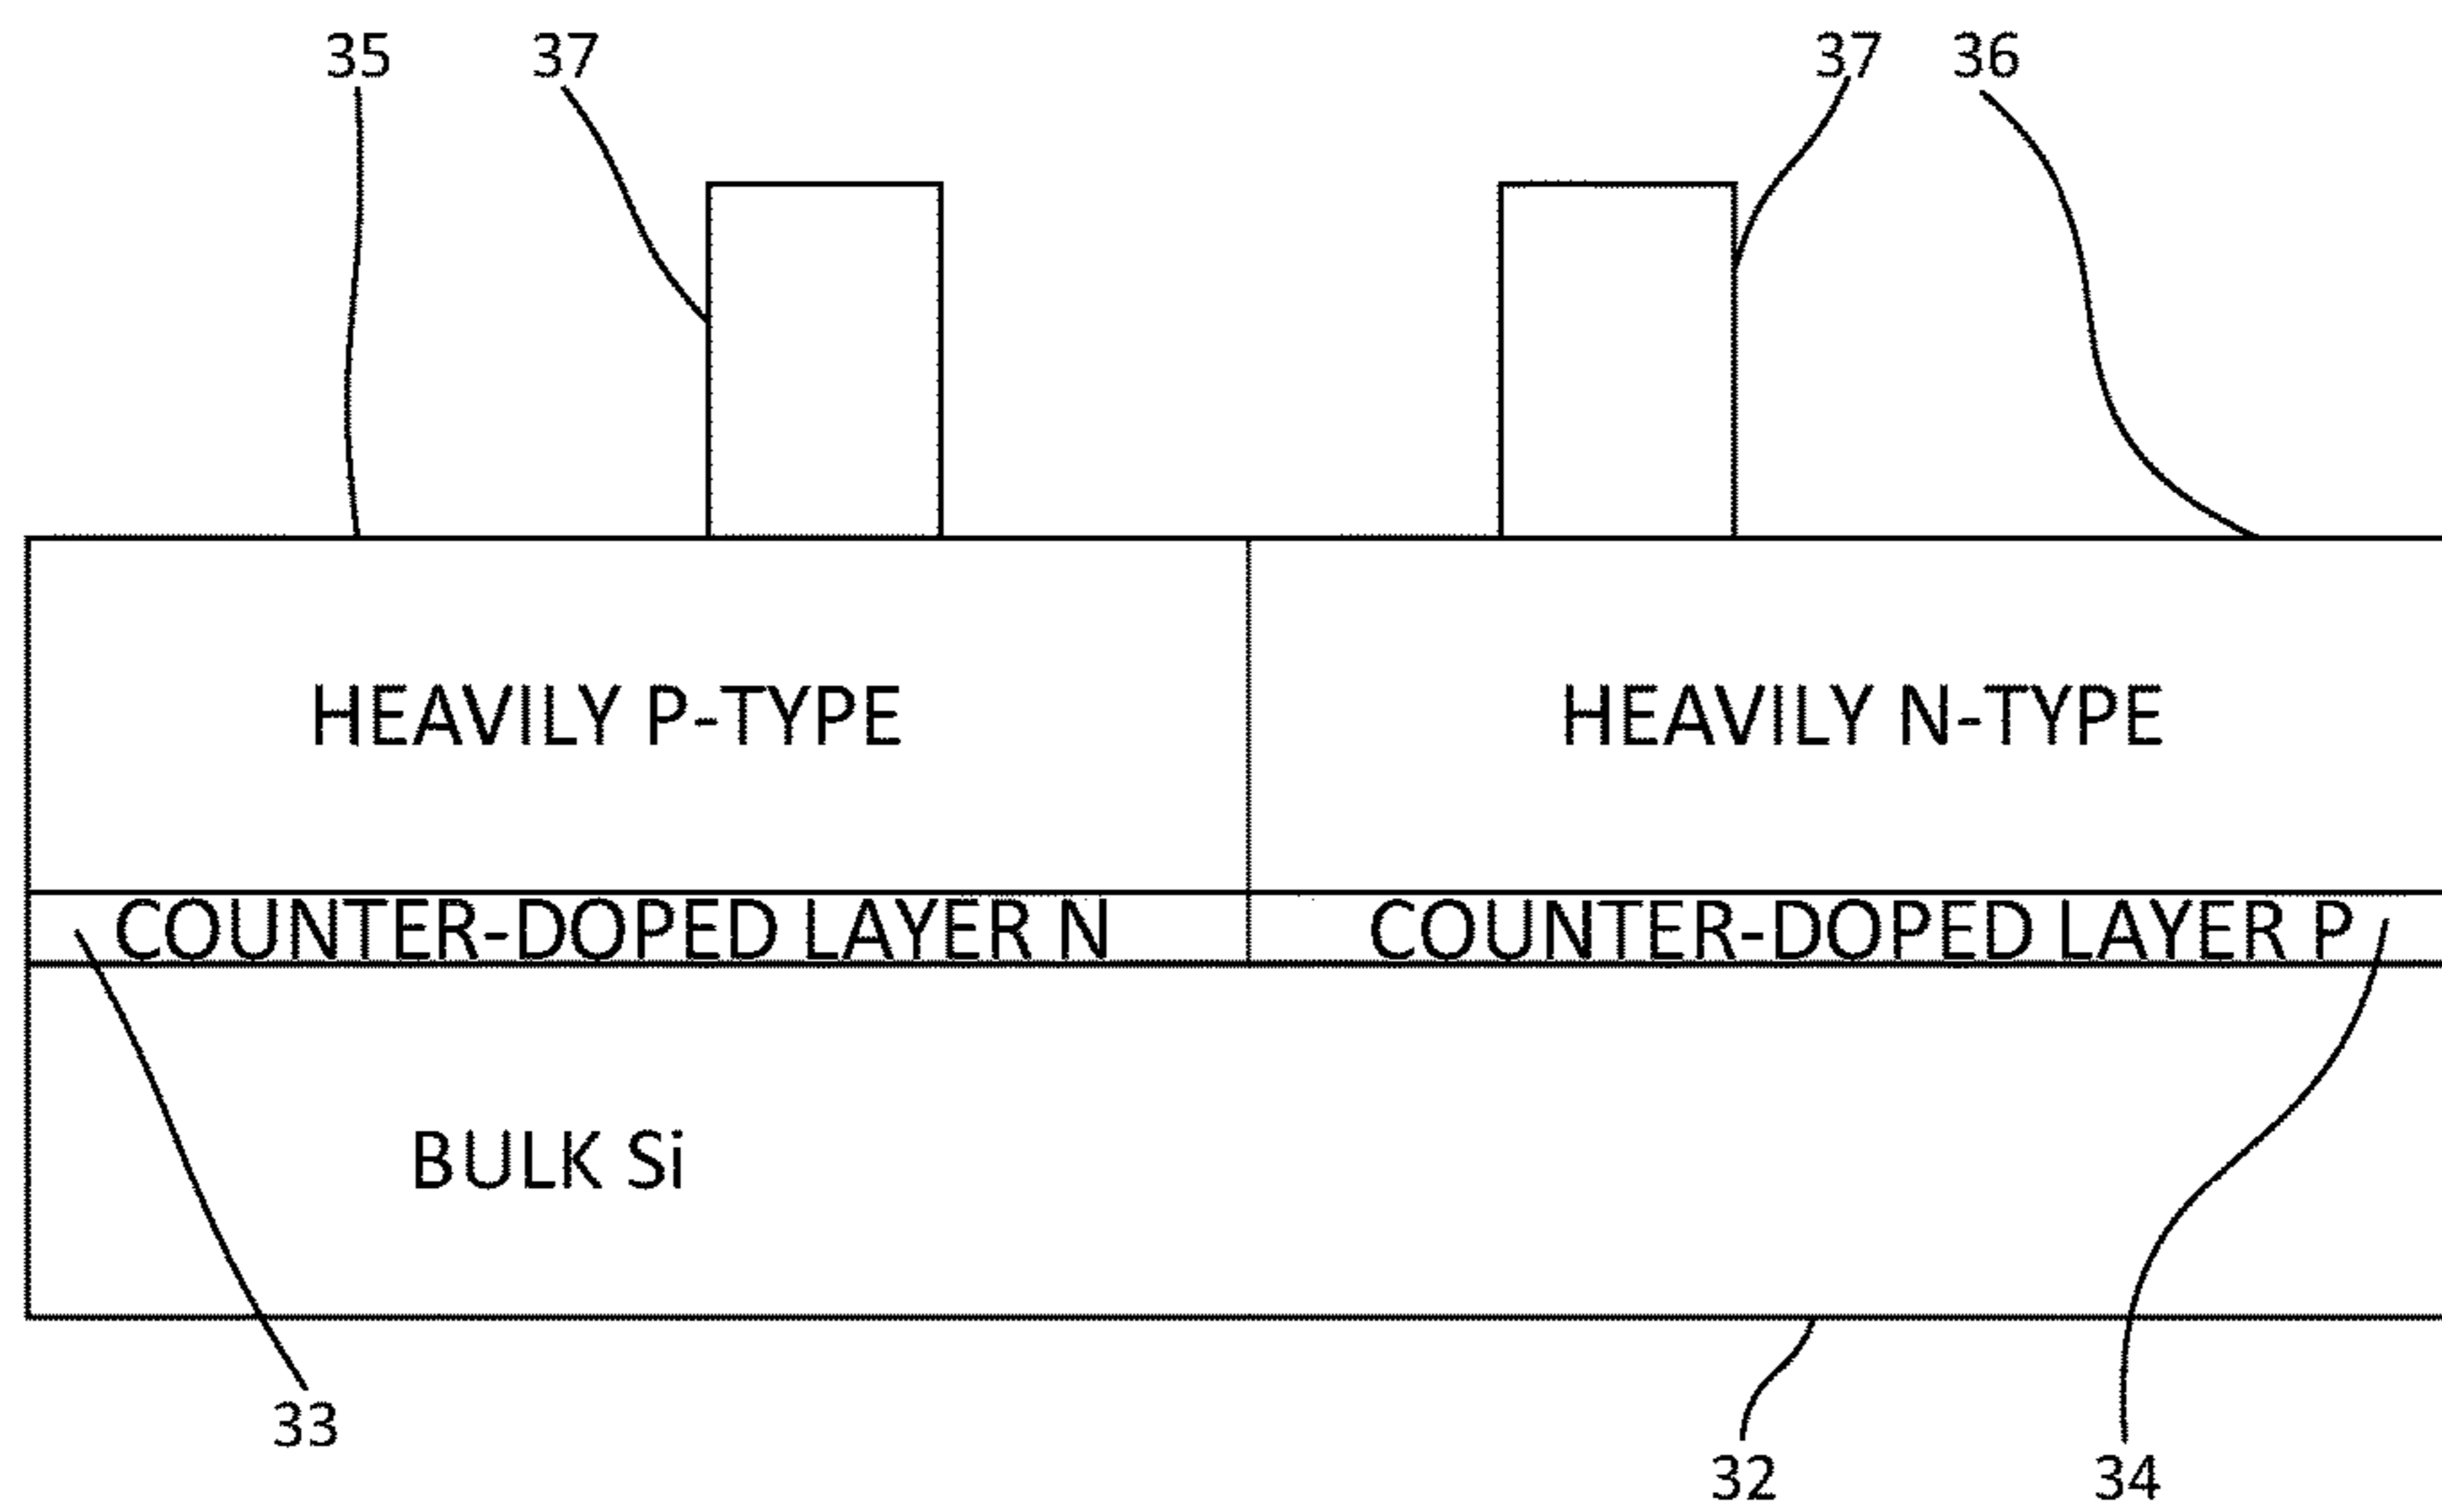 35 37 37 36
HEAVILY P-TYPE HEAVILY N-TYPE
COUNTER-DOPED LAYER N COUNTER-DOPED LAYER P
BULK Si
33 32 34